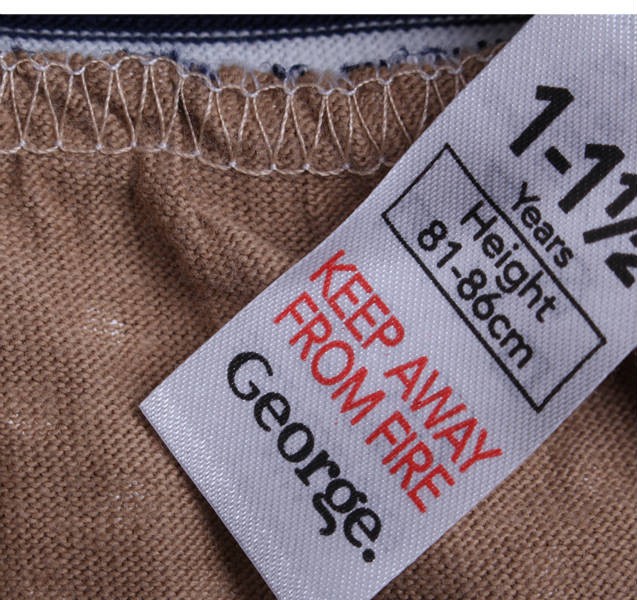 1-1½
Years
Height
81-86cm
KEEP AWAY
FROM FIRE
George.